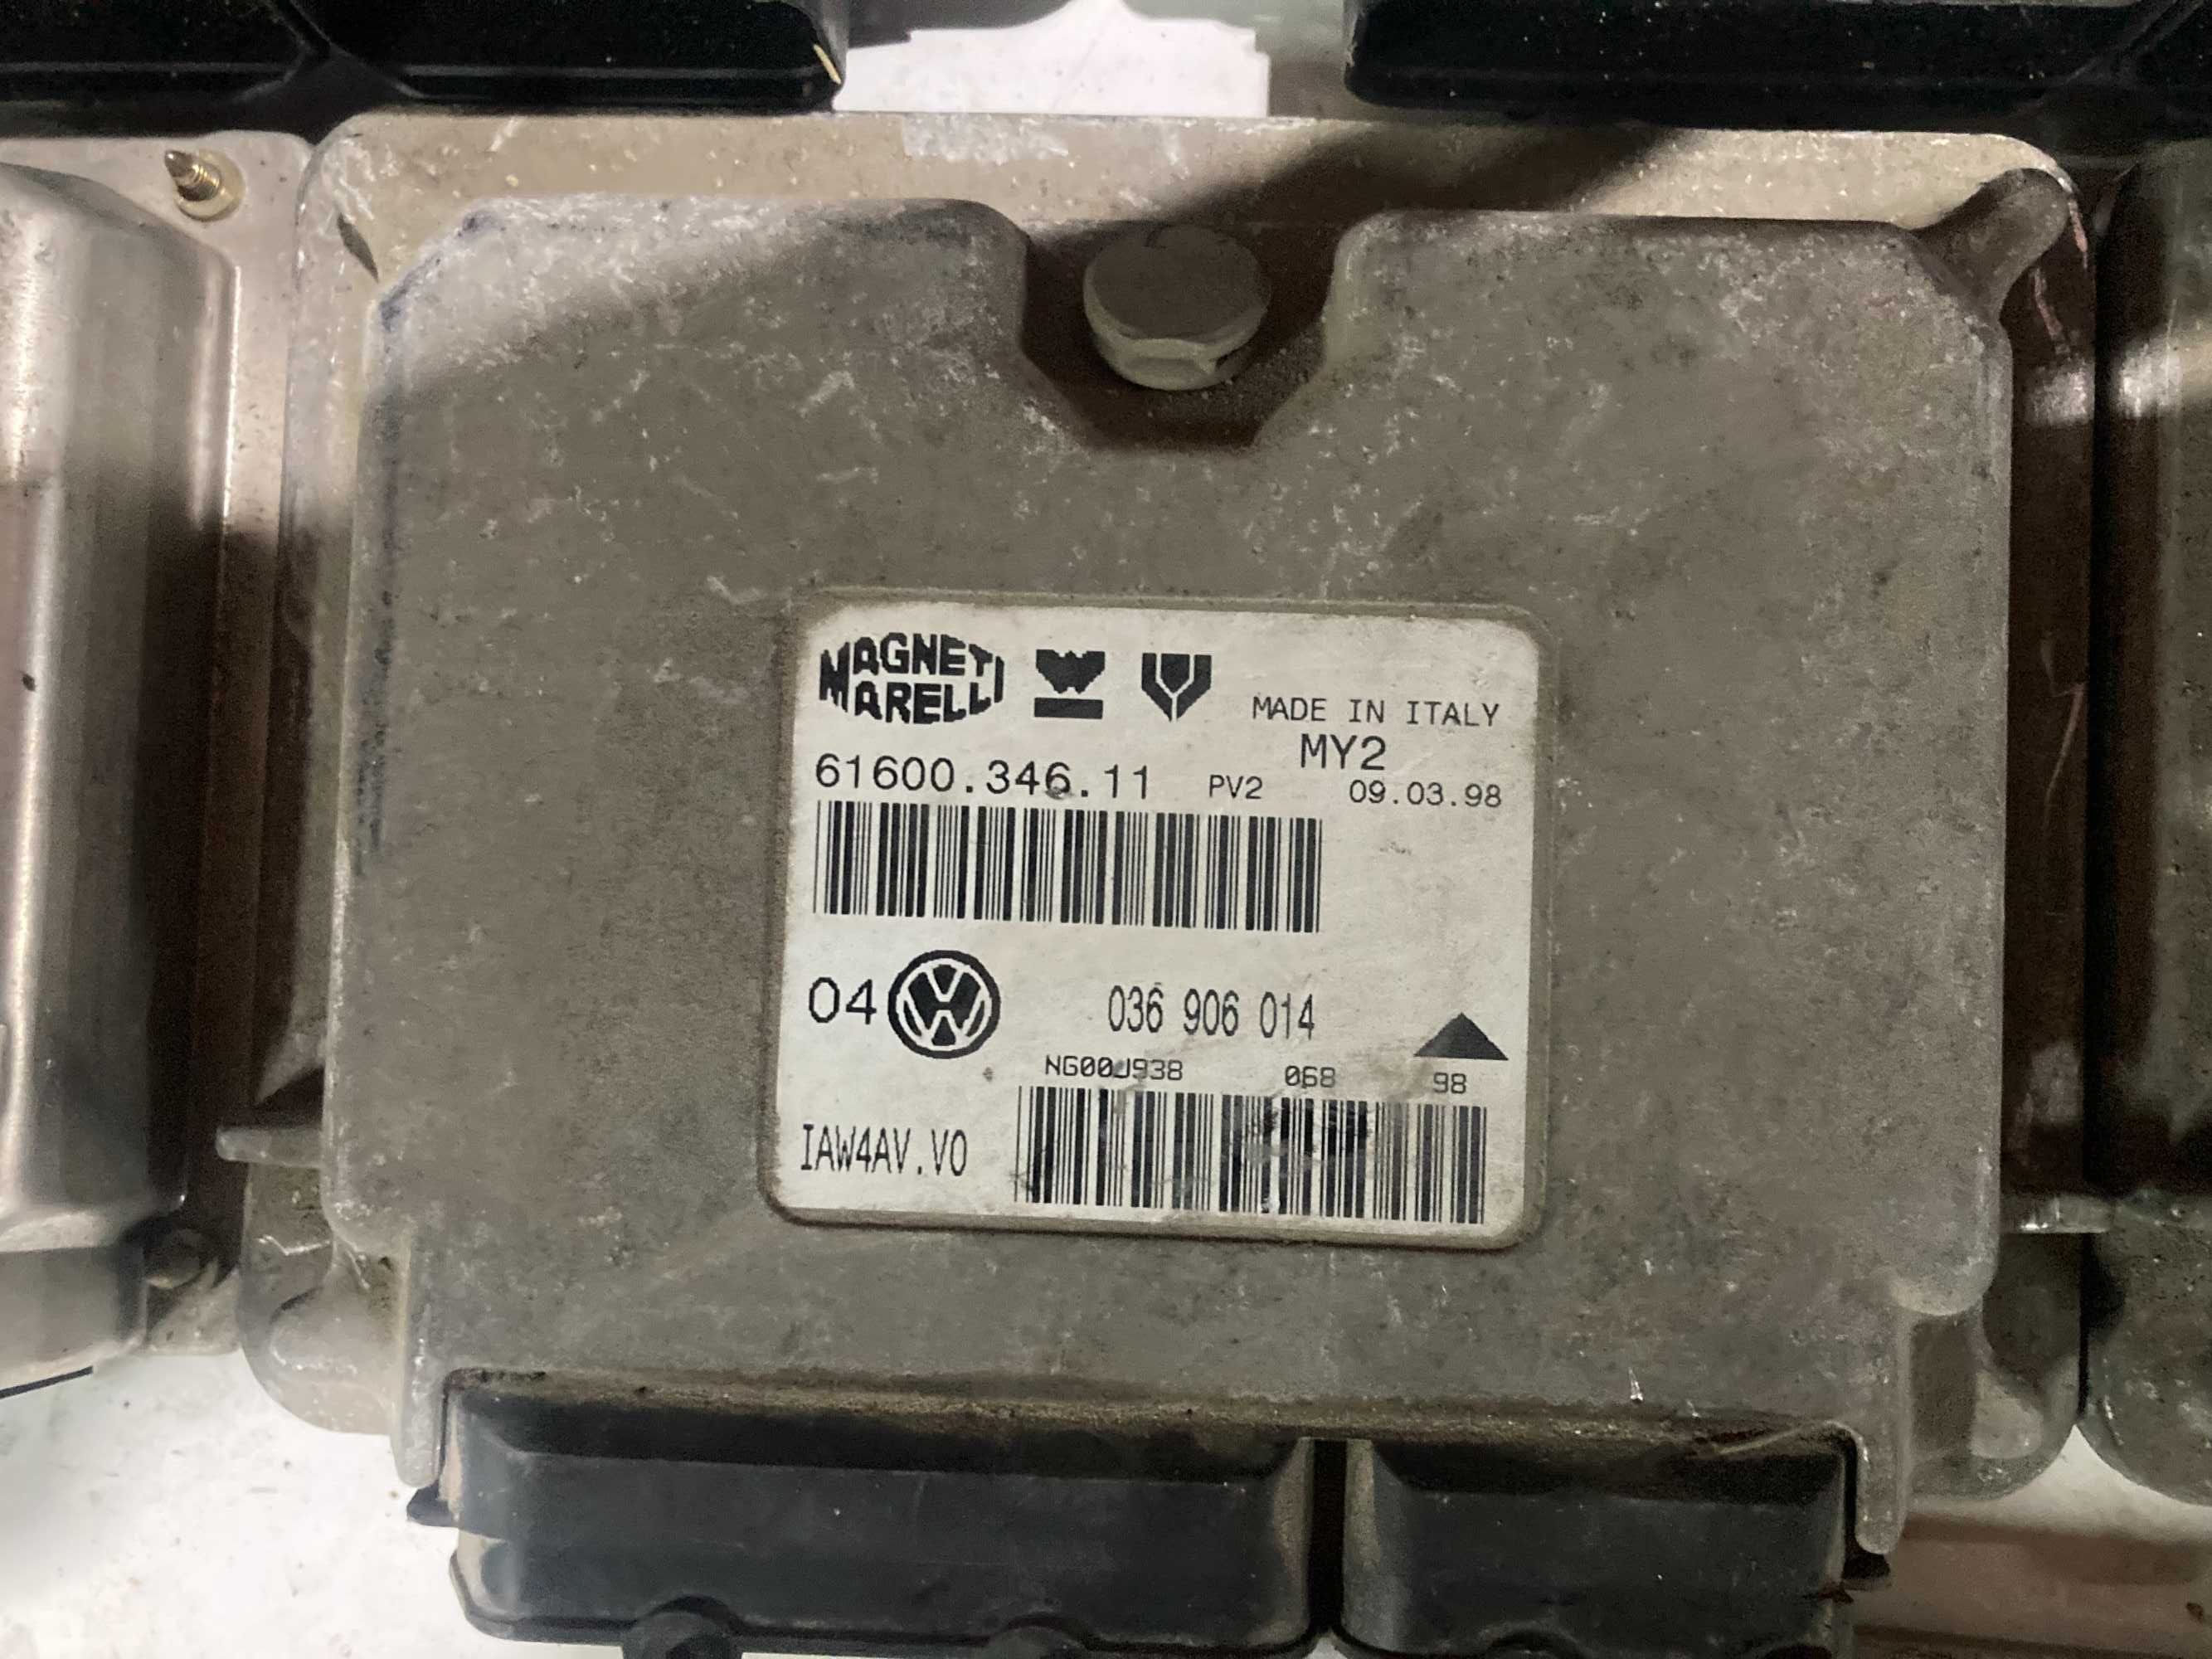 MAGNETI
MARELLI
MADE IN ITALY
MY2
61600.346.11 PV2 09.03.98
04 036 906 014
NG00J938 068 98
IAW4AV.V0